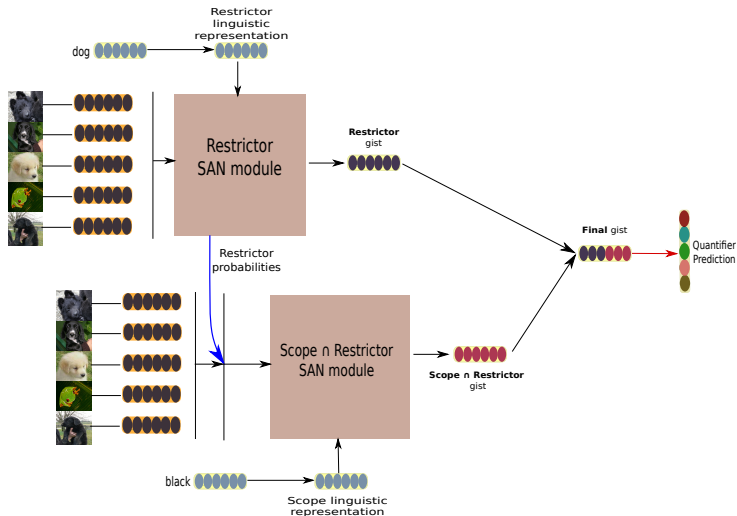 Restrictor
linguistic
representation
dog
Restrictor
SAN module
Restrictor
gist
Final gist
Quantifier
Prediction
Restrictor
probabilities
Scope ∩ Restrictor
SAN module
Scope ∩ Restrictor
gist
black
Scope linguistic
representation